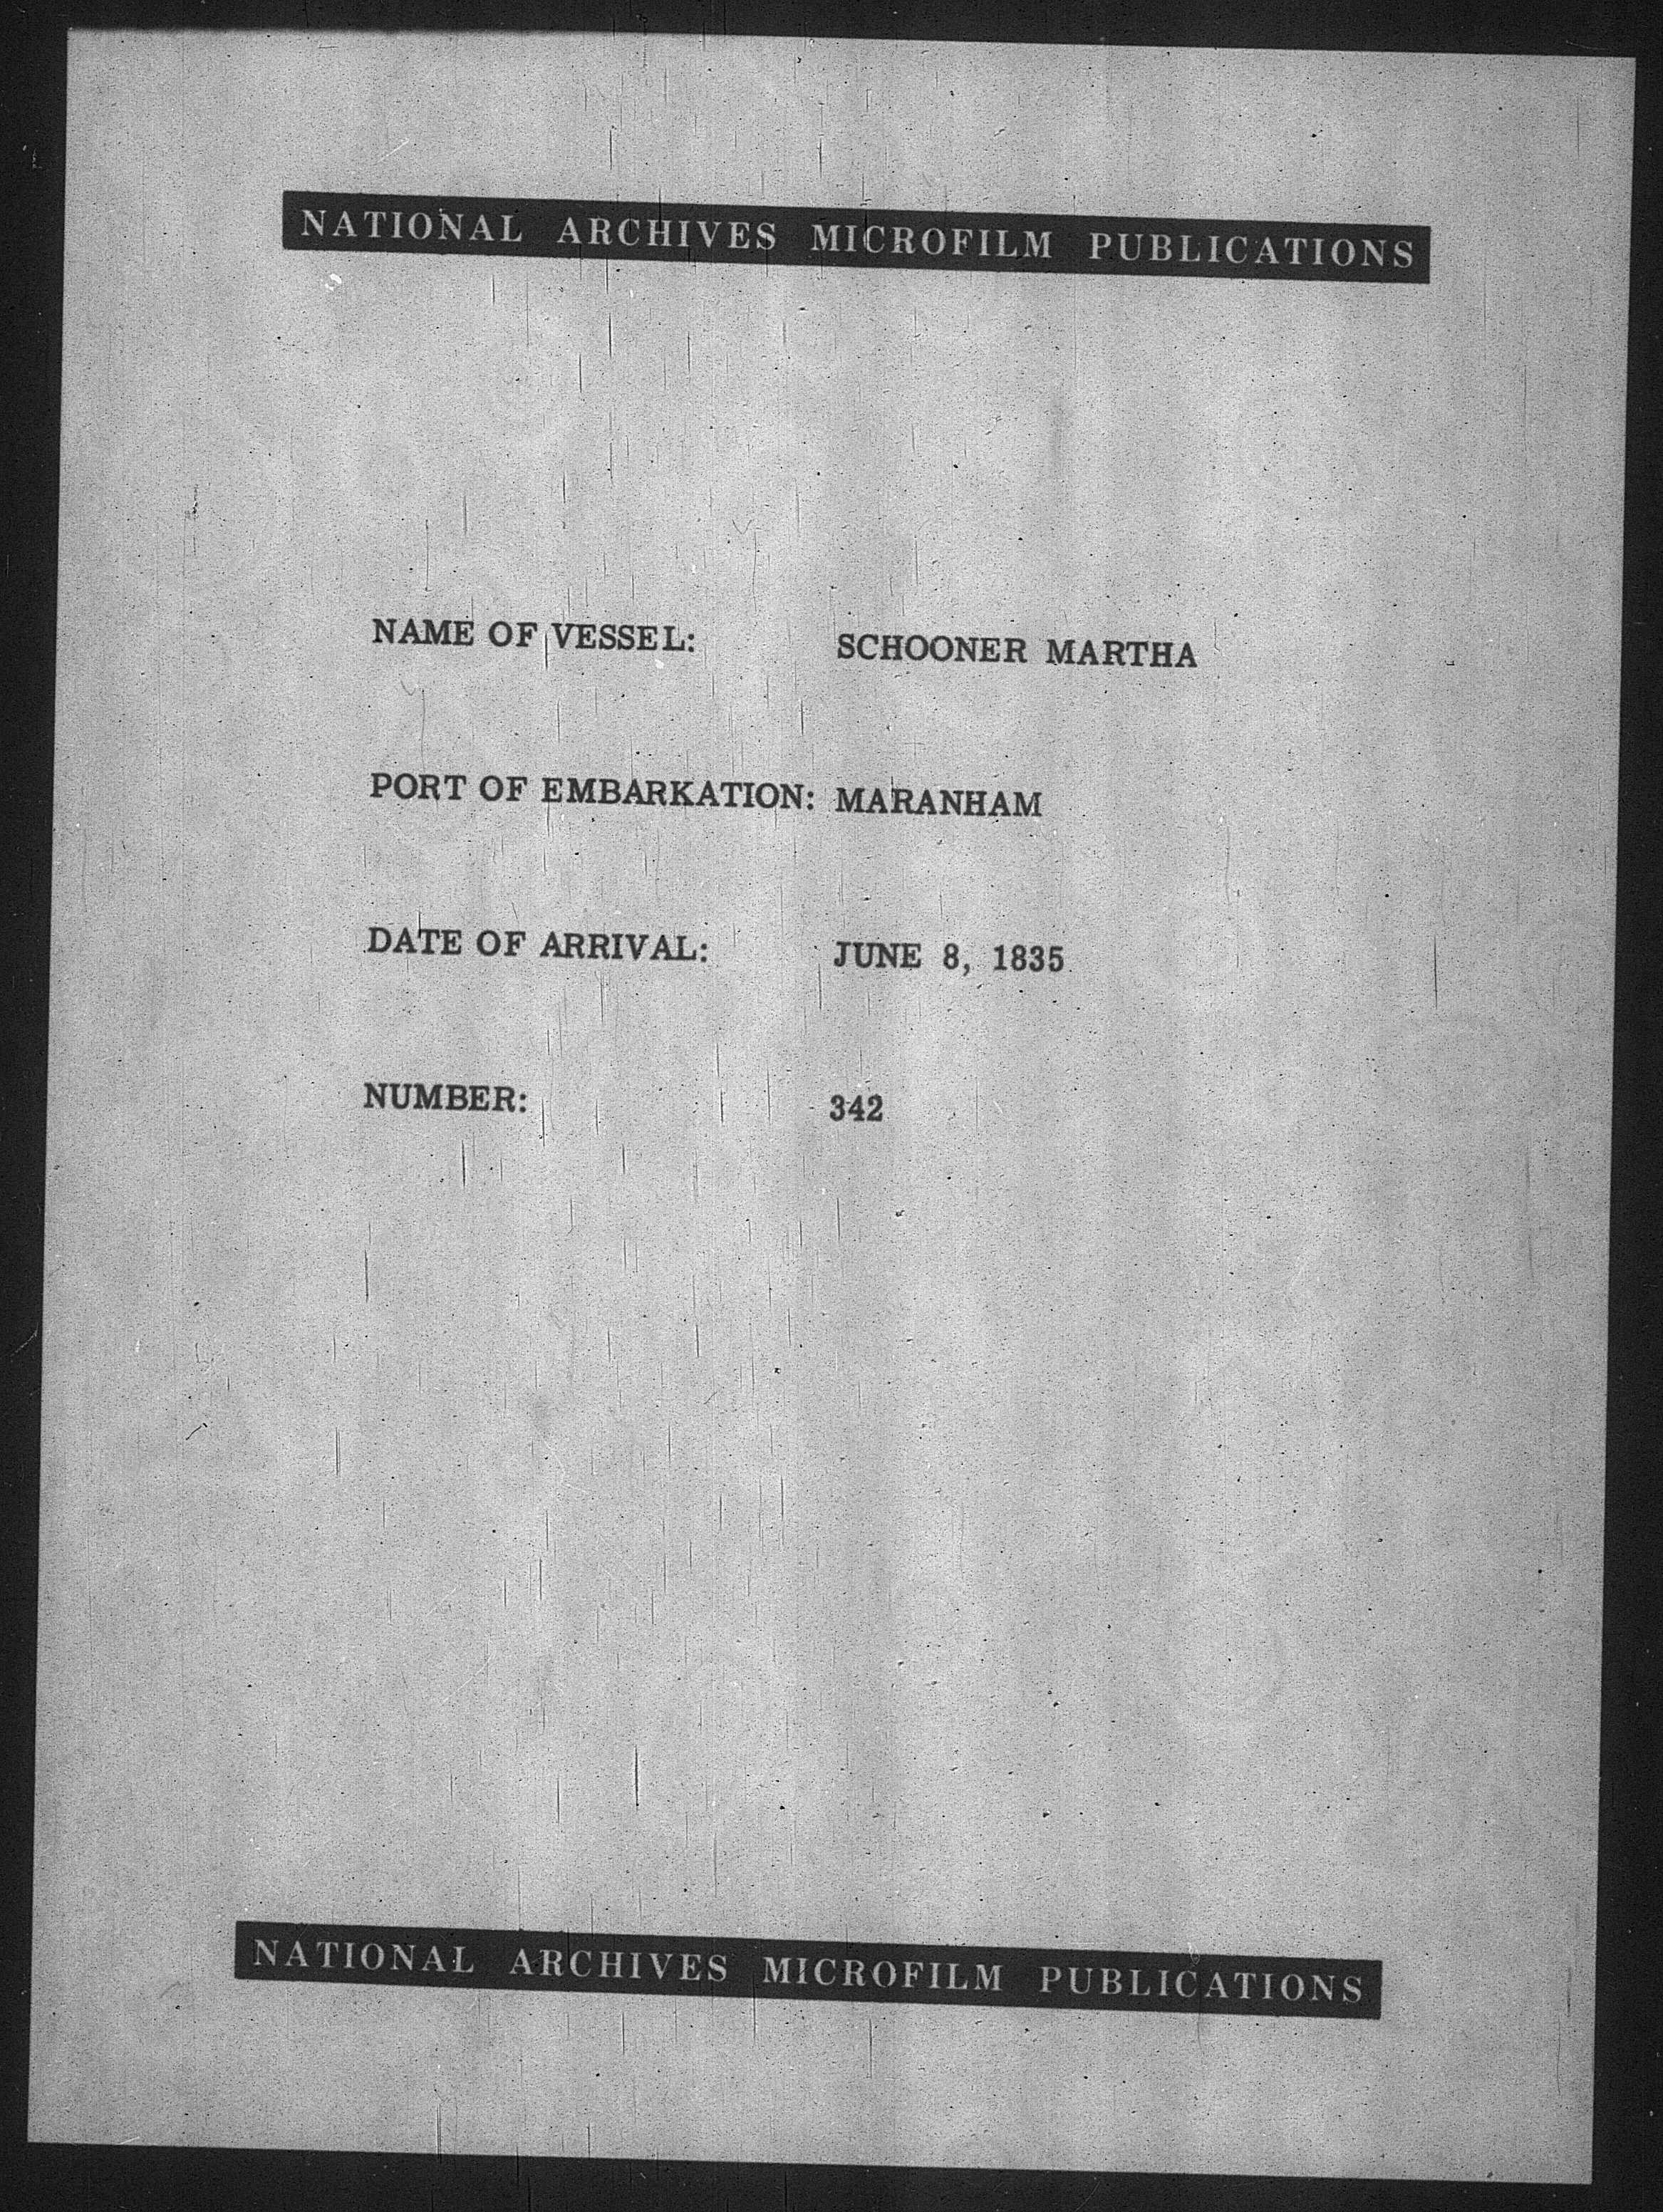 NATIONAL ARCHIVES MICROFILM PUBLICATIONS
NAME OF VESSEL: SCHOONER MARTHA
PORT OF EMBARKATION: MARANHAM
DATE OF ARRIVAL: JUNE 8, 1835
NUMBER: 342
NATIONAL ARCHIVES MICROFILM PUBLICATIONS